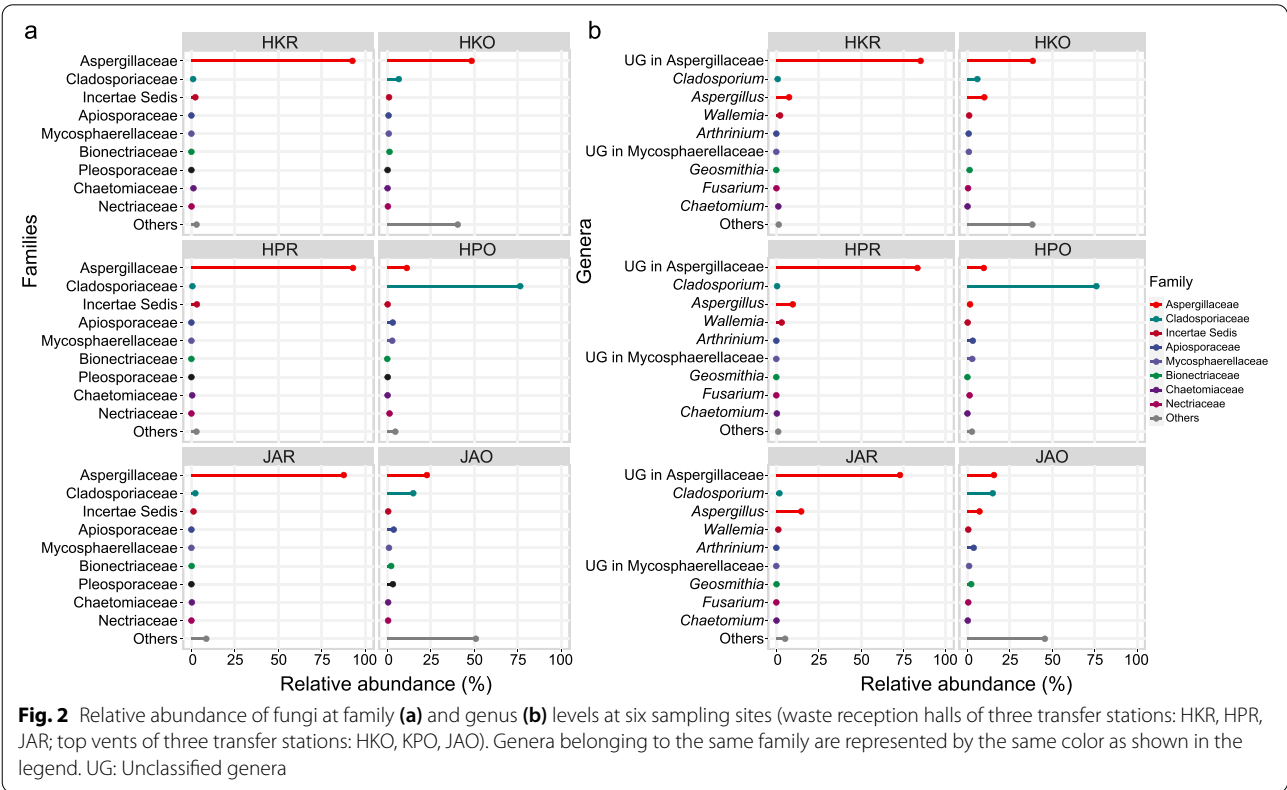 a
HKR
HKO
Aspergillaceae
Cladosporiaceae
Incertae Sedis
Apiosporaceae
Mycosphaerellaceae
Bionectriaceae
Pleosporaceae
Chaetomiaceae
Nectriaceae
Others
Families
HPR
HPO
Aspergillaceae
Cladosporiaceae
Incertae Sedis
Apiosporaceae
Mycosphaerellaceae
Bionectriaceae
Pleosporaceae
Chaetomiaceae
Nectriaceae
Others
JAR
JAO
Aspergillaceae
Cladosporiaceae
Incertae Sedis
Apiosporaceae
Mycosphaerellaceae
Bionectriaceae
Pleosporaceae
Chaetomiaceae
Nectriaceae
Others
0 25 50 75 100 0 25 50 75 100
Relative abundance (%)
b
HKR
HKO
UG in Aspergillaceae
Cladosporium
Aspergillus
Wallemia
Arthrinium
UG in Mycosphaerellaceae
Geosmithia
Fusarium
Chaetomium
Others
Genera
HPR
HPO
UG in Aspergillaceae
Cladosporium
Aspergillus
Wallemia
Arthrinium
UG in Mycosphaerellaceae
Geosmithia
Fusarium
Chaetomium
Others
JAR
JAO
UG in Aspergillaceae
Cladosporium
Aspergillus
Wallemia
Arthrinium
UG in Mycosphaerellaceae
Geosmithia
Fusarium
Chaetomium
Others
0 25 50 75 100 0 25 50 75 100
Relative abundance (%)
Family
Aspergillaceae
Cladosporiaceae
Incertae Sedis
Apiosporaceae
Mycosphaerellaceae
Bionectriaceae
Chaetomiaceae
Nectriaceae
Others
Fig. 2 Relative abundance of fungi at family (a) and genus (b) levels at six sampling sites (waste reception halls of three transfer stations: HKR, HPR,
JAR; top vents of three transfer stations: HKO, KPO, JAO). Genera belonging to the same family are represented by the same color as shown in the
legend. UG: Unclassified genera